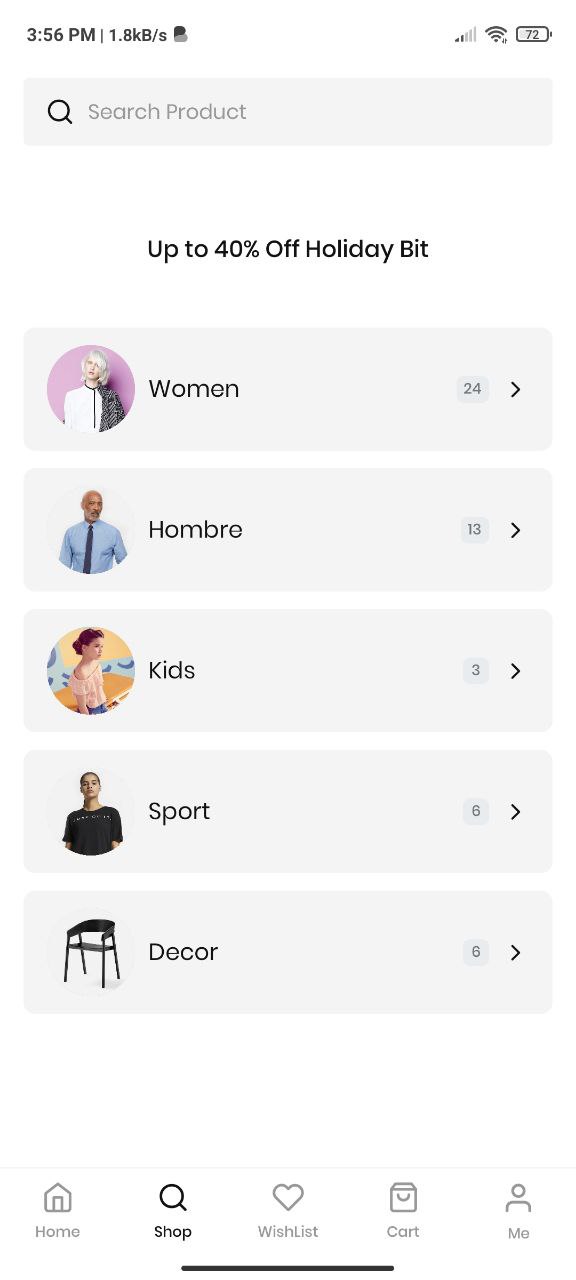 3:56 PM | 1.8kB/s
72
Search Product
Up to 40% Off Holiday Bit
Women
24
Hombre
13
Kids
3
Sport
6
Decor
6
Home
Shop
WishList
Cart
Me